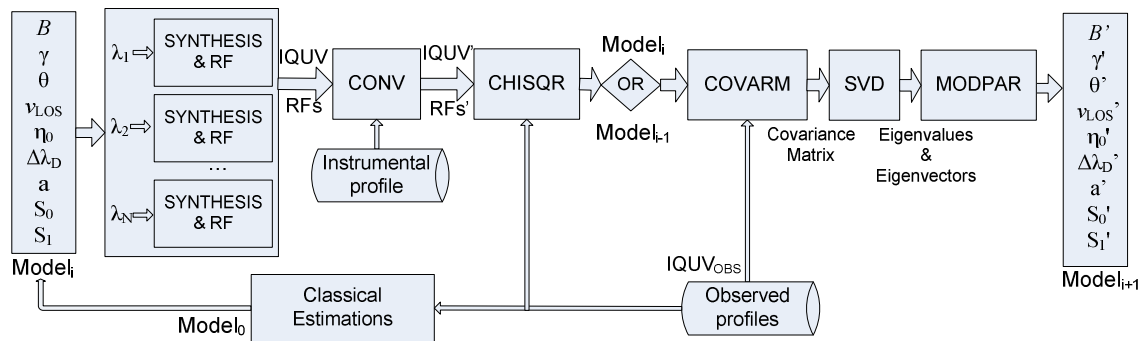 B
γ
θ
vLOS
η0
ΔλD
a
S0
S1
Modeli
λ1
SYNTHESIS
& RF
λ2
SYNTHESIS
& RF
...
λN
SYNTHESIS
& RF
IQUV
RFs
CONV
Instrumental
profile
IQUV'
RFs'
CHISQR
Modeli
OR
Modeli-1
COVARM
Covariance
Matrix
SVD
Eigenvalues
&
Eigenvectors
MODPAR
B'
γ'
θ'
vLOS'
η0'
ΔλD'
a'
S0'
S1'
Modeli+1
Model0
Classical
Estimations
IQUVOBS
Observed
profiles